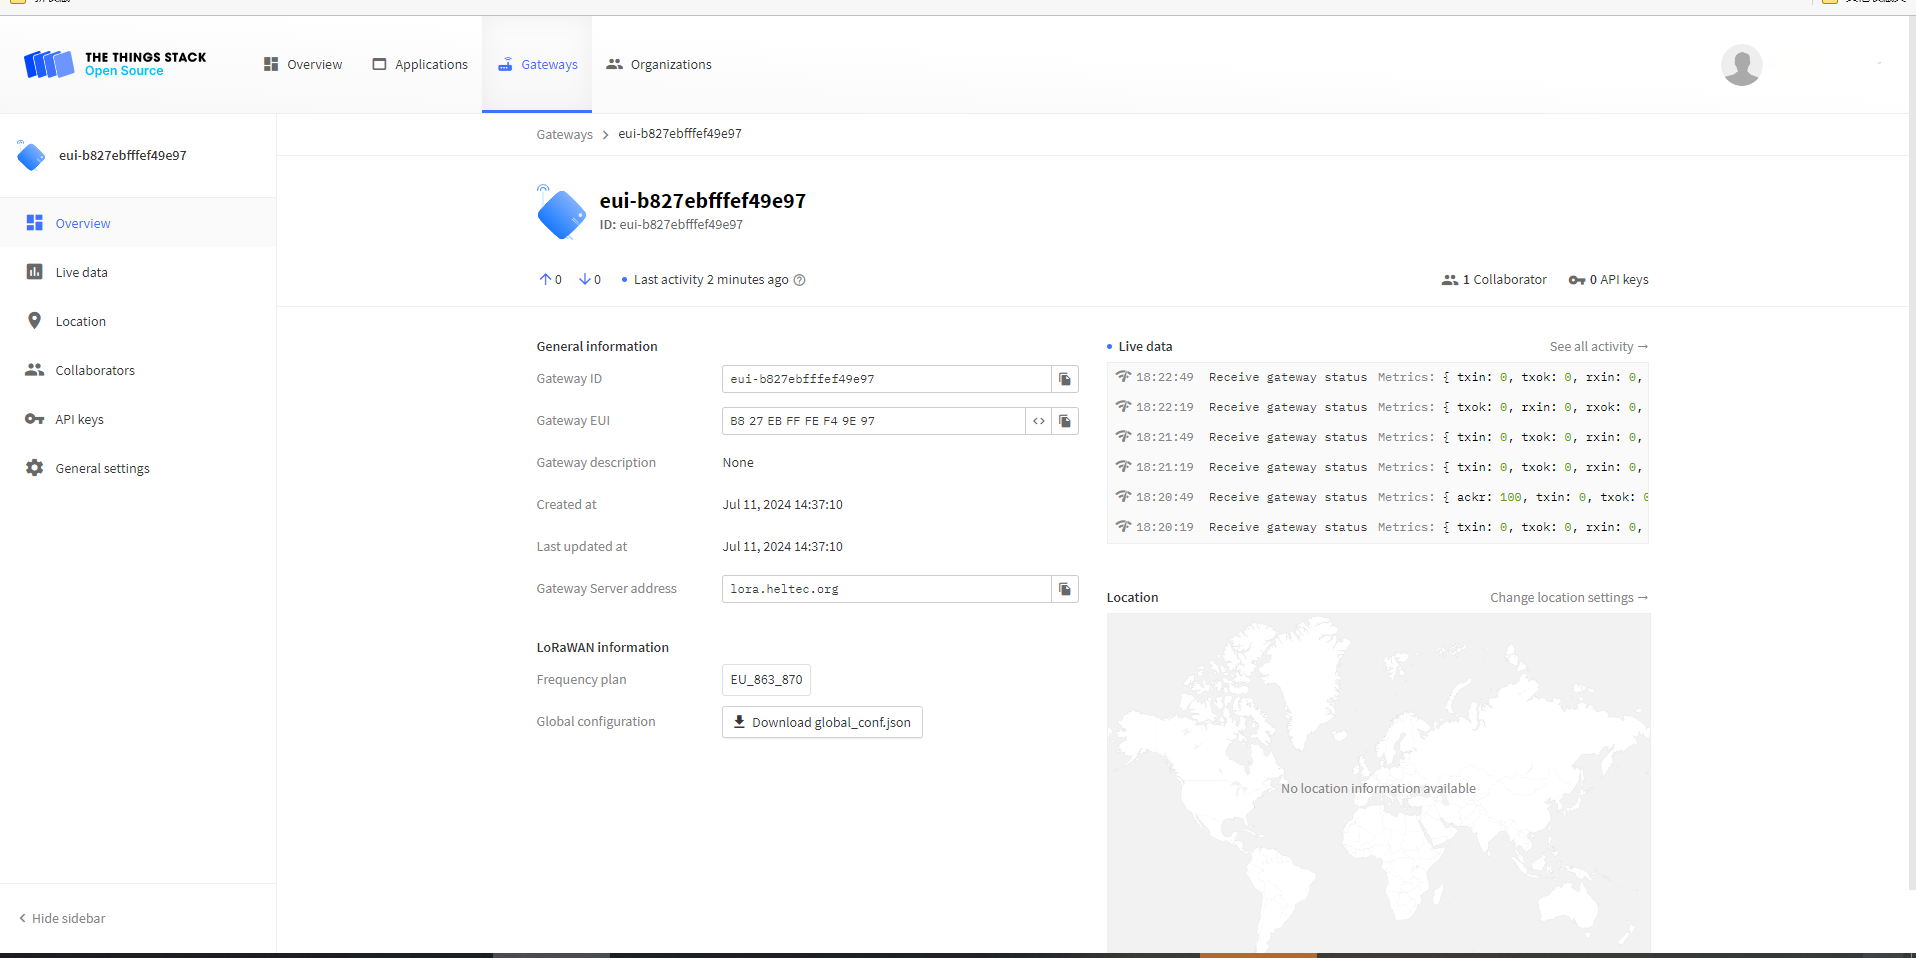 THE THINGS STACK
Open Source
Overview
Applications
Gateways
Organizations
eui-b827ebfffef49e97
Overview
Live data
Location
Collaborators
API keys
General settings
Hide sidebar
Gateways > eui-b827ebfffef49e97
eui-b827ebfffef49e97
ID: eui-b827ebfffef49e97
↑ 0 ↓ 0 • Last activity 2 minutes ago
1 Collaborator
0 API keys
General information
Gateway ID eui-b827ebfffef49e97
Gateway EUI B8 27 EB FF FE F4 9E 97 <>
Gateway description None
Created at Jul 11, 2024 14:37:10
Last updated at Jul 11, 2024 14:37:10
Gateway Server address lora.heltec.org
LoRaWAN information
Frequency plan EU_863_870
Global configuration Download global_conf.json
• Live data See all activity →
18:22:49 Receive gateway status Metrics: { txin: 0, txok: 0, rxin: 0,
18:22:19 Receive gateway status Metrics: { txok: 0, rxin: 0, rxok: 0,
18:21:49 Receive gateway status Metrics: { txin: 0, txok: 0, rxin: 0,
18:21:19 Receive gateway status Metrics: { txin: 0, txok: 0, rxin: 0,
18:20:49 Receive gateway status Metrics: { ackr: 100, txin: 0, txok: 0
18:20:19 Receive gateway status Metrics: { txin: 0, txok: 0, rxin: 0,
Location Change location settings →
No location information available